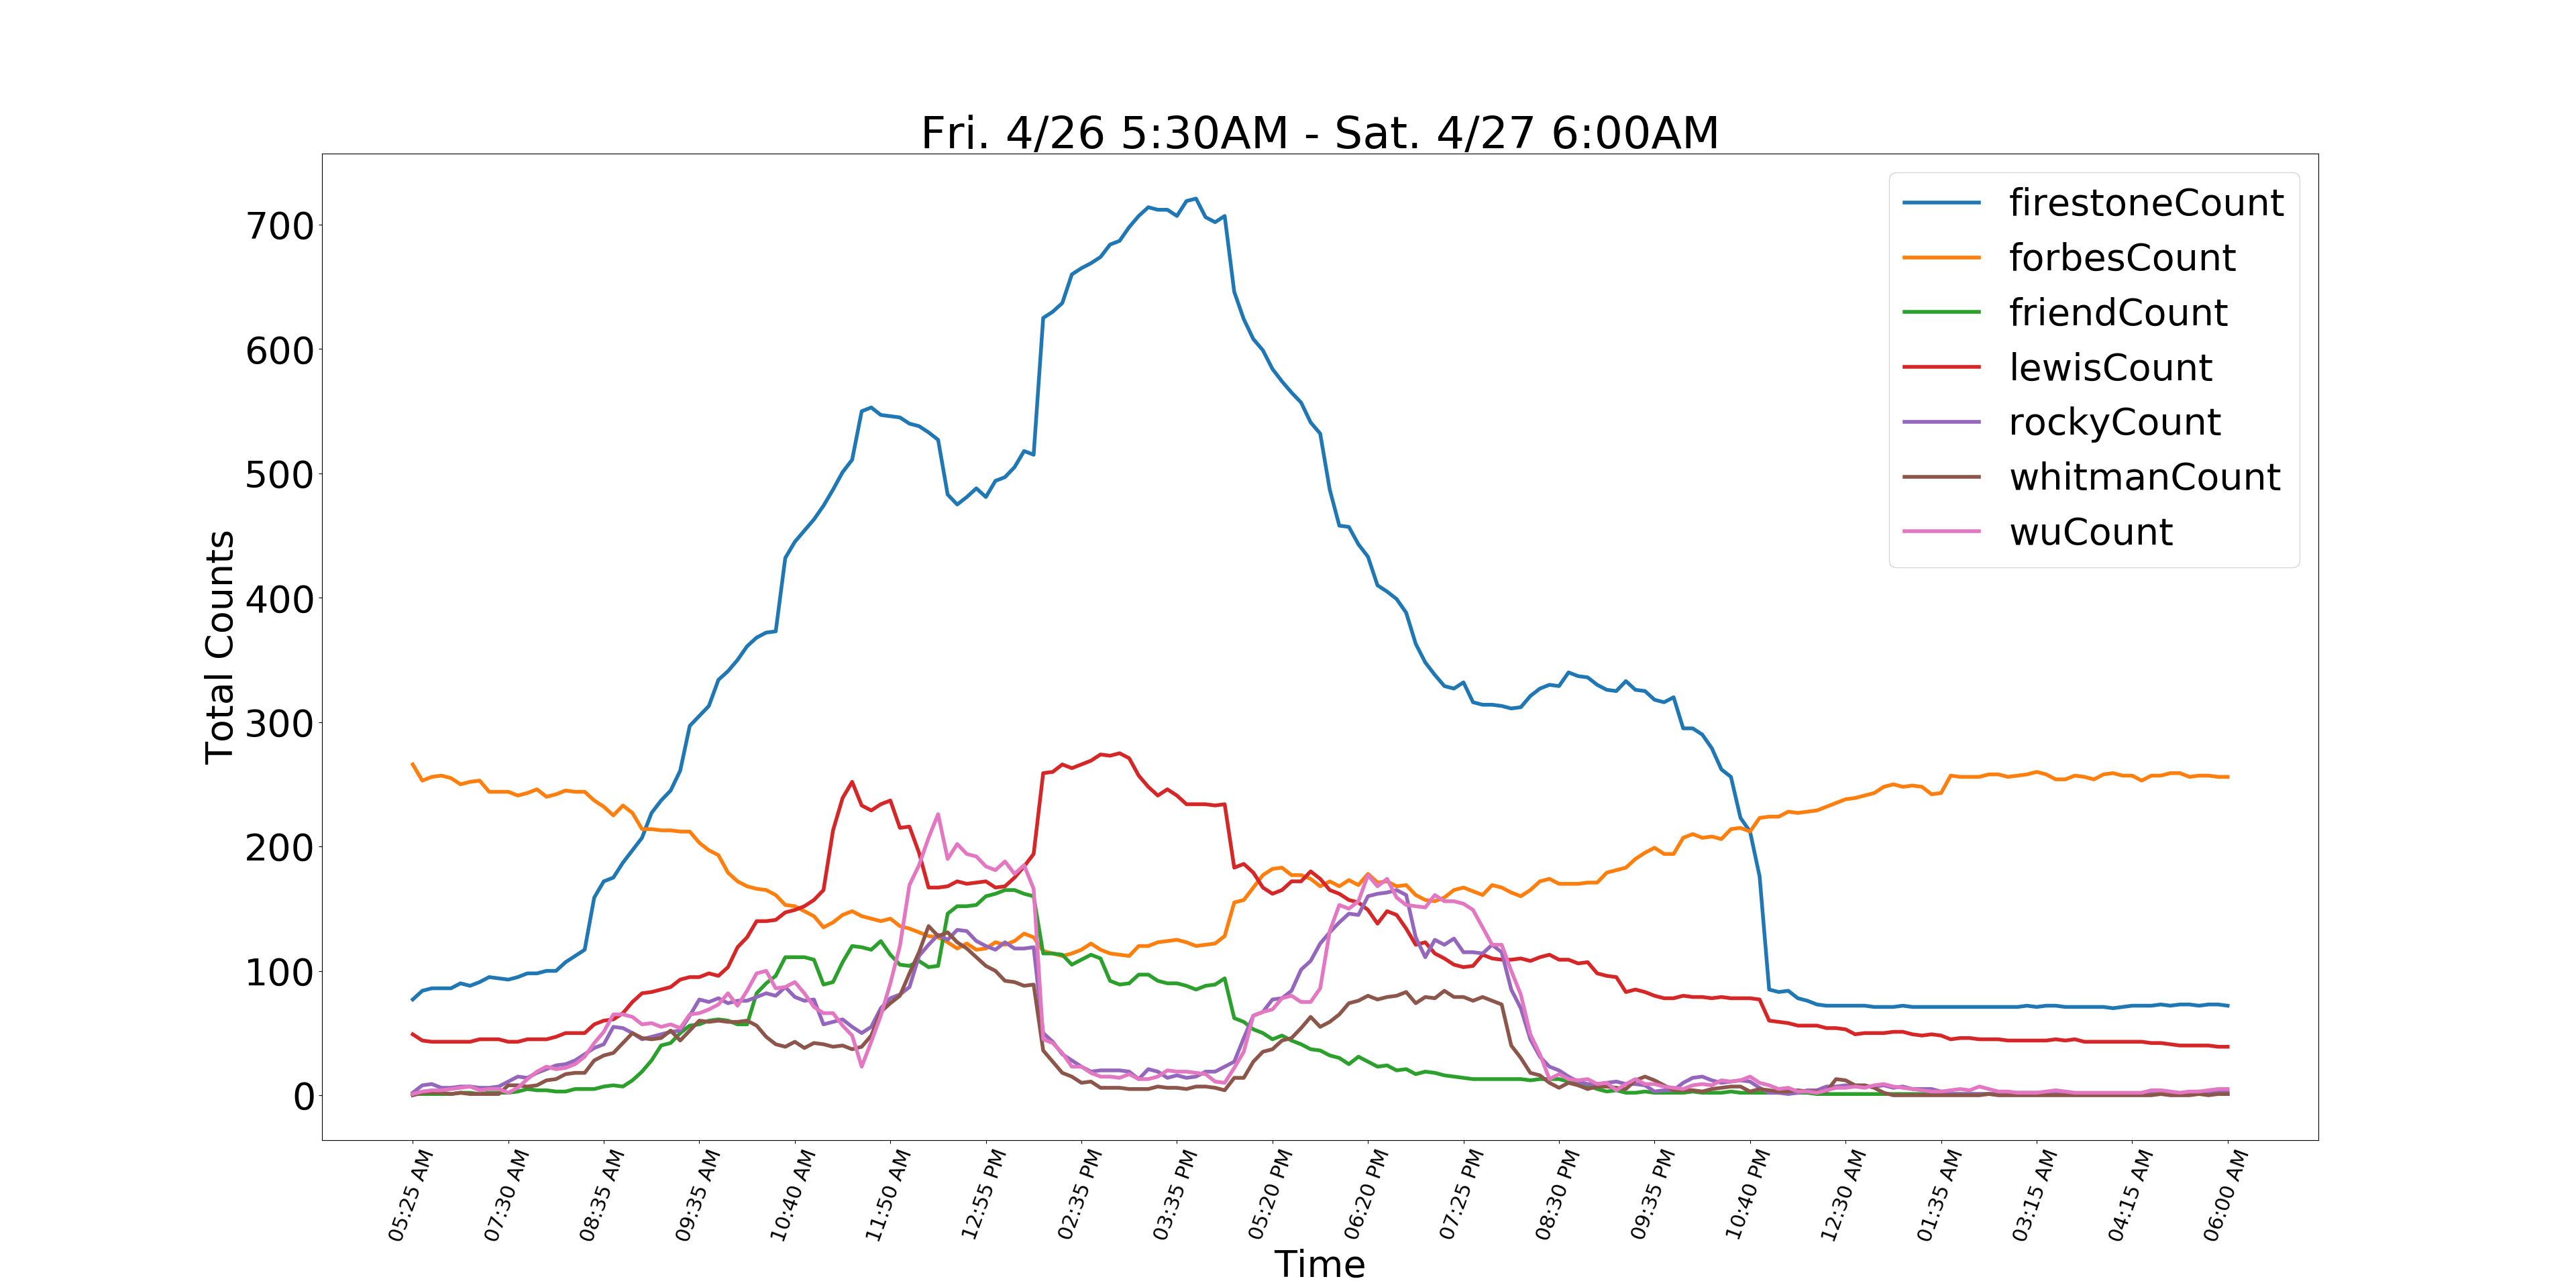 Fri. 4/26 5:30AM - Sat. 4/27 6:00AM
700
600
500
400
300
200
100
0
Total Counts
firestoneCount
forbesCount
friendCount
lewisCount
rockyCount
whitmanCount
wuCount
05:25 AM
07:30 AM
08:35 AM
09:35 AM
10:40 AM
11:50 AM
12:55 PM
02:35 PM
03:35 PM
05:20 PM
06:20 PM
07:25 PM
08:30 PM
09:35 PM
10:40 PM
12:30 AM
01:35 AM
03:15 AM
04:15 AM
06:00 AM
Time